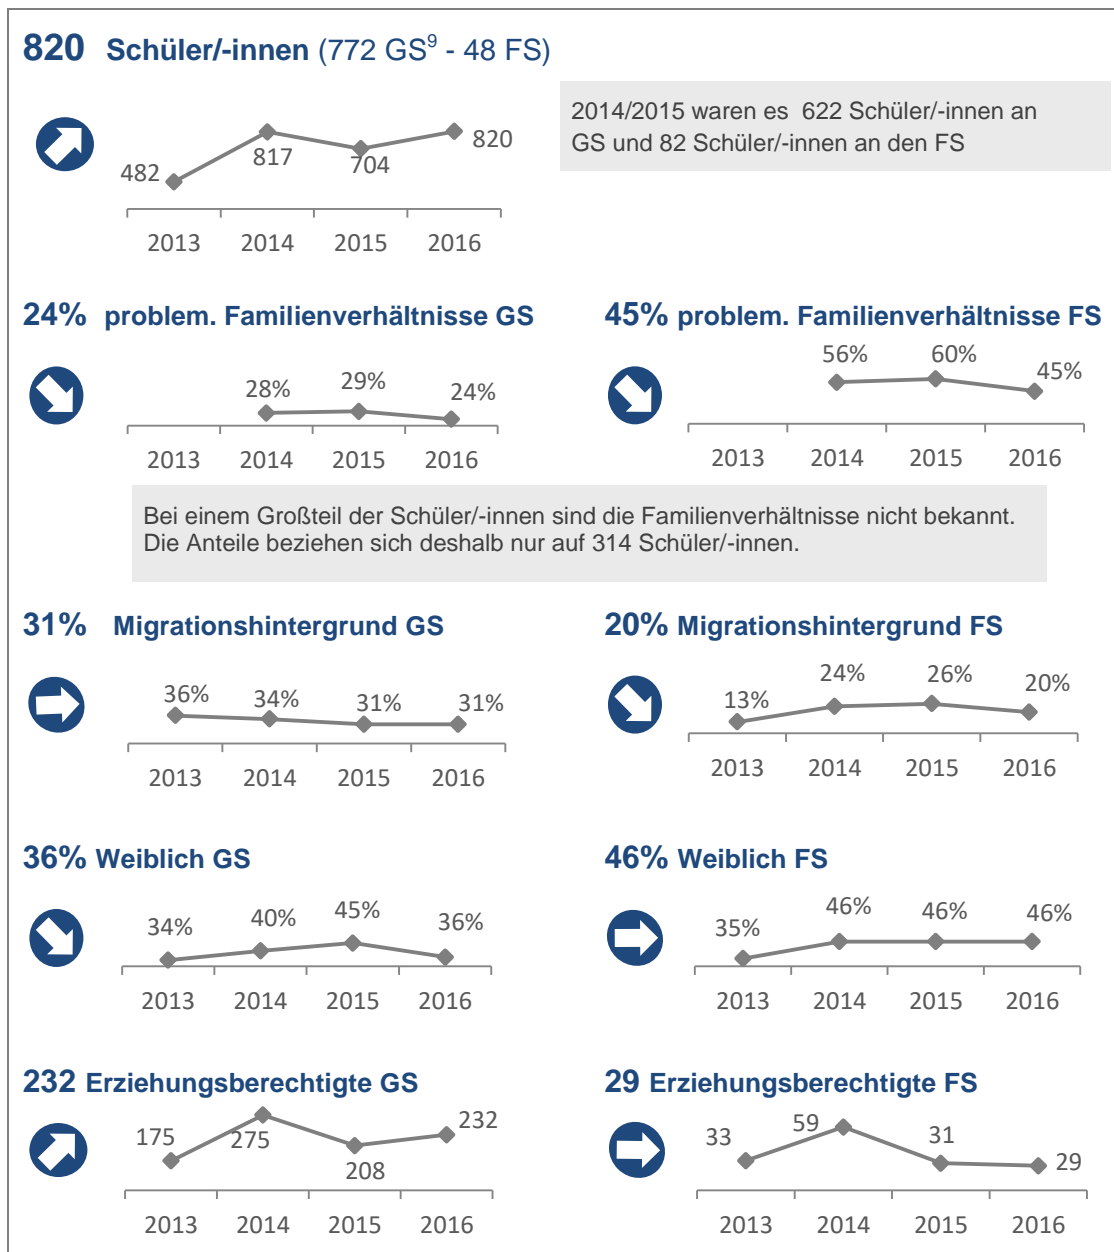 820 Schüler/-innen (772 GS9 - 48 FS)
2014/2015 waren es 622 Schüler/-innen an
GS und 82 Schüler/-innen an den FS
482 817 704 820
2013 2014 2015 2016
24% problem. Familienverhältnisse GS
28% 29% 24%
2013 2014 2015 2016
45% problem. Familienverhältnisse FS
56% 60% 45%
2013 2014 2015 2016
Bei einem Großteil der Schüler/-innen sind die Familienverhältnisse nicht bekannt.
Die Anteile beziehen sich deshalb nur auf 314 Schüler/-innen.
31% Migrationshintergrund GS
36% 34% 31% 31%
2013 2014 2015 2016
20% Migrationshintergrund FS
13% 24% 26% 20%
2013 2014 2015 2016
36% Weiblich GS
34% 40% 45% 36%
2013 2014 2015 2016
46% Weiblich FS
35% 46% 46% 46%
2013 2014 2015 2016
232 Erziehungsberechtigte GS
175 275 208 232
2013 2014 2015 2016
29 Erziehungsberechtigte FS
33 59 31 29
2013 2014 2015 2016